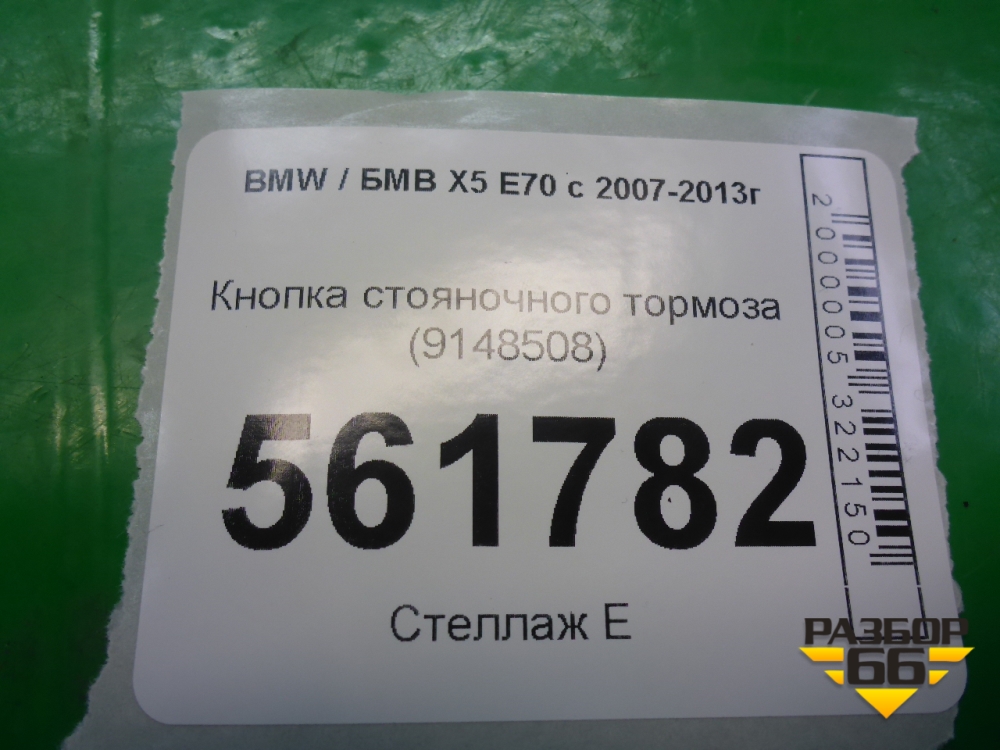 BMW / БМВ X5 E70 с 2007-2013г
Кнопка стояночного тормоза
(9148508)
561782
Стеллаж Е
2000005322150
РАЗБОР
66